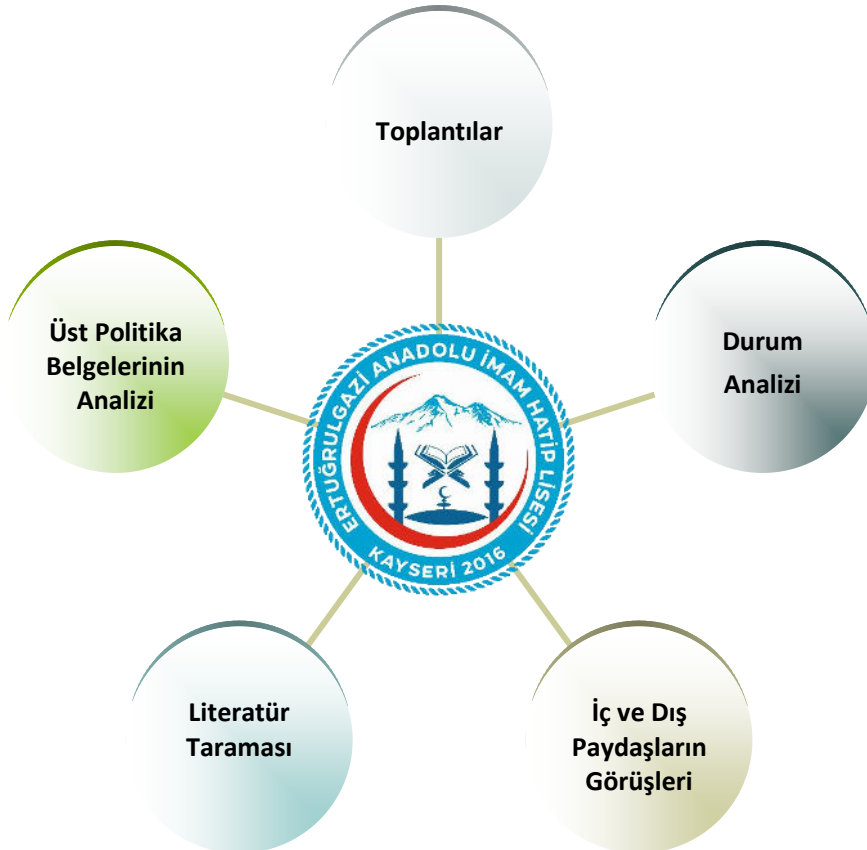 Toplantılar
Üst Politika
Belgelerinin
Analizi
Durum
Analizi
ERTUĞRULGAZİ ANADOLU İMAM HATİP LİSESİ
KAYSERİ 2016
Literatür
Taraması
İç ve Dış
Paydaşların
Görüşleri